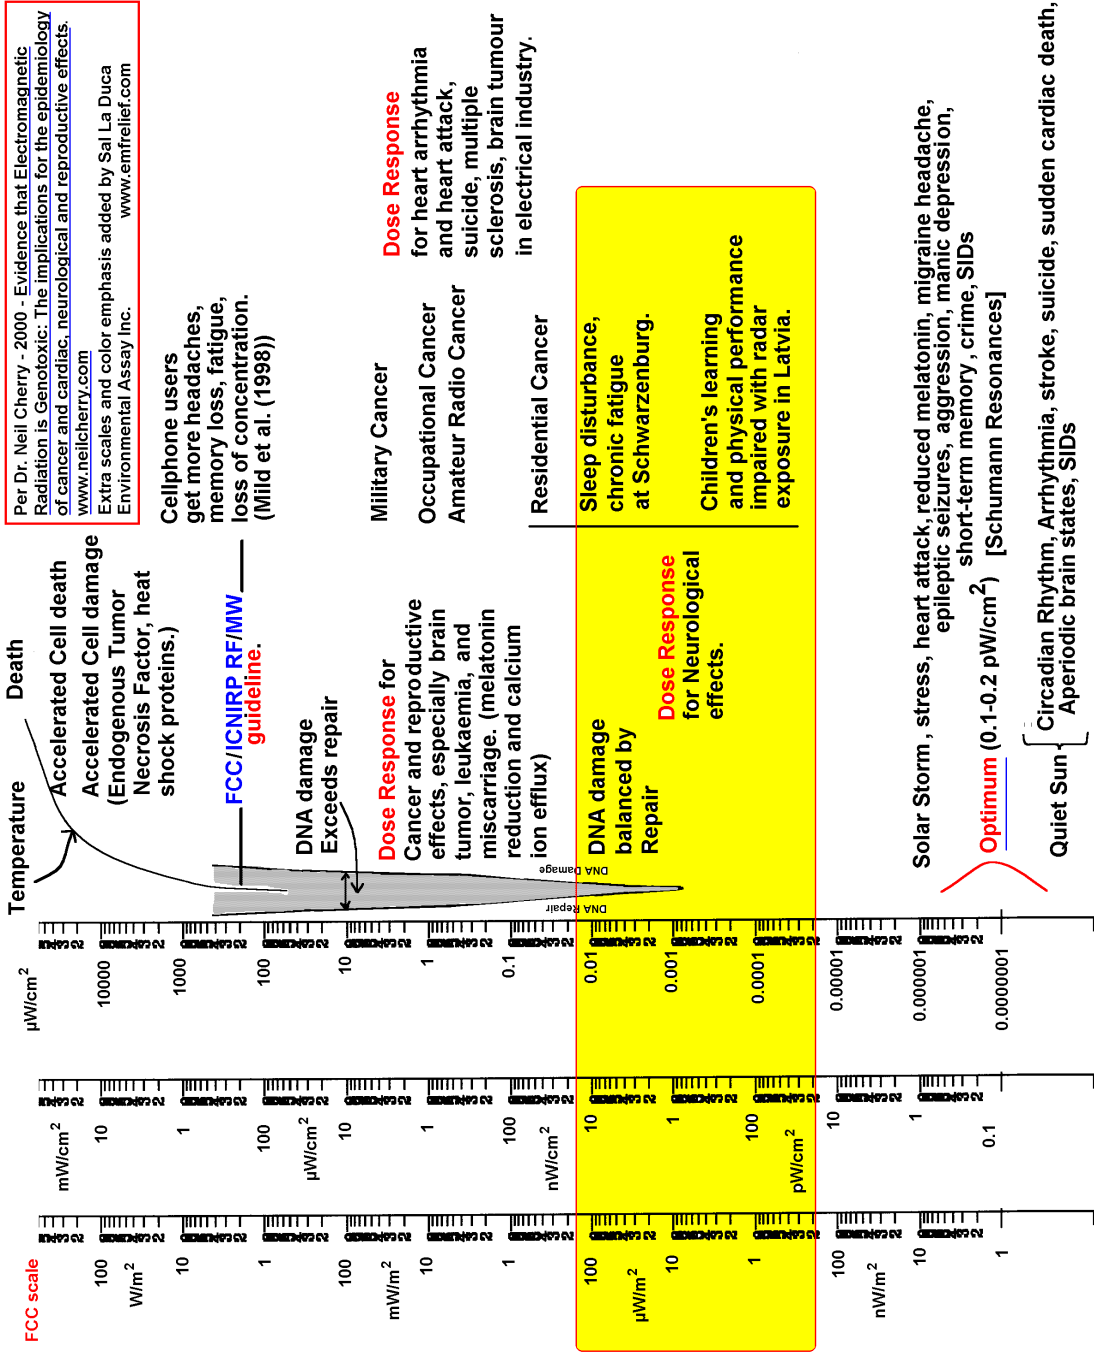 Per Dr. Neil Cherry - 2000 - Evidence that Electromagnetic
Radiation is Genotoxic: The implications for the epidemiology
of cancer and cardiac, neurological and reproductive effects.
www.neilcherry.com
Extra scales and color emphasis added by Sal La Duca
Environmental Assay Inc. www.emfrelief.com
FCC scale
100
W/m²
10
1
100
mW/m²
10
1
100
µW/m²
10
1
100
nW/m²
10
1
mW/cm²
10
1
100
µW/cm²
10
1
100
nW/cm²
10
1
100
pW/cm²
10
1
0.1
µW/cm²
10000
1000
100
10
1
0.1
0.01
0.001
0.0001
0.00001
0.000001
0.0000001
Temperature
Death
Accelerated Cell death
Accelerated Cell damage
(Endogenous Tumor
Necrosis Factor, heat
shock proteins.)
FCC/ICNIRP RF/MW
guideline.
Cellphone users
get more headaches,
memory loss, fatigue,
loss of concentration.
(Mild et al. (1998))
DNA damage
Exceeds repair
DNA Repair
DNA Damage
Dose Response for
Cancer and reproductive
effects, especially brain
tumor, leukaemia, and
miscarriage. (melatonin
reduction and calcium
ion efflux)
Military Cancer
Occupational Cancer
Amateur Radio Cancer
Dose Response
for heart arrhythmia
and heart attack,
suicide, multiple
sclerosis, brain tumour
in electrical industry.
Residential Cancer
DNA damage
balanced by
Repair
Sleep disturbance,
chronic fatigue
at Schwarzenburg.
Dose Response
for Neurological
effects.
Children's learning
and physical performance
impaired with radar
exposure in Latvia.
Solar Storm, stress, heart attack, reduced melatonin, migraine headache,
epileptic seizures, aggression, manic depression,
short-term memory, crime, SIDs
Optimum (0.1-0.2 pW/cm²) [Schumann Resonances]
Quiet Sun { Circadian Rhythm, Arrhythmia, stroke, suicide, sudden cardiac death,
Aperiodic brain states, SIDs